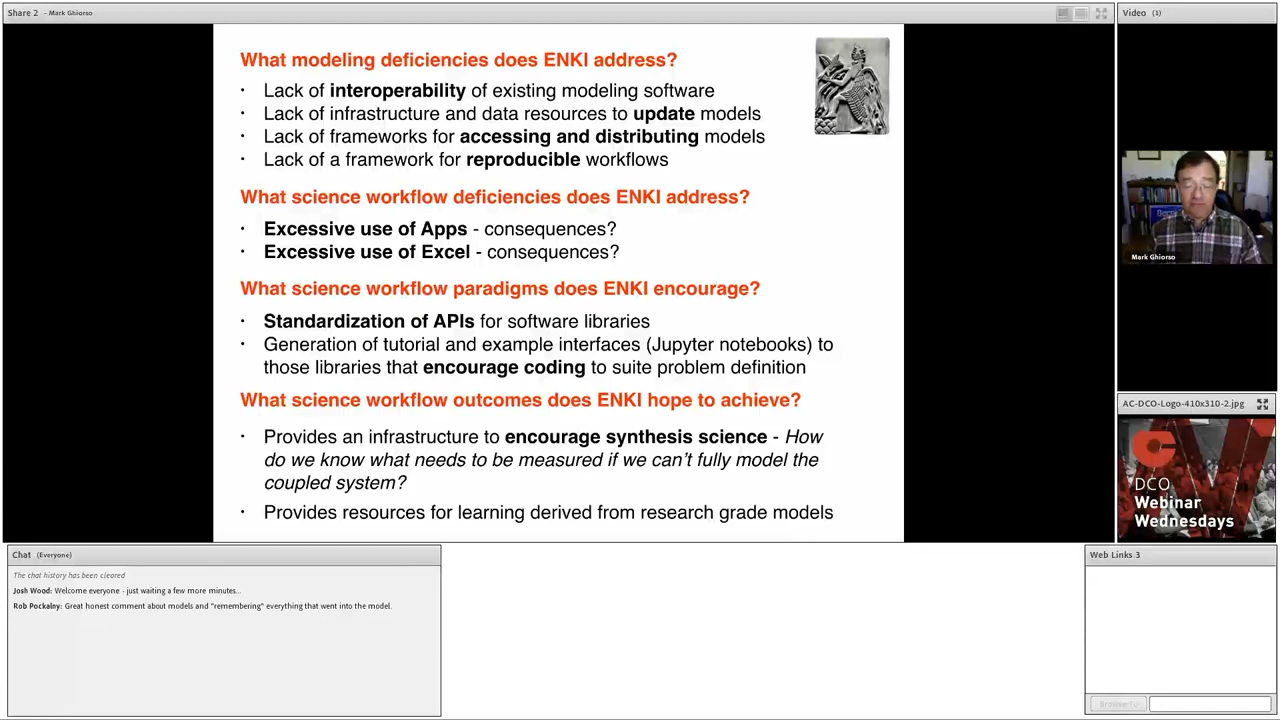 Share 2 - Mark Ghiorso
Video (1)
What modeling deficiencies does ENKI address?
· Lack of interoperability of existing modeling software
· Lack of infrastructure and data resources to update models
· Lack of frameworks for accessing and distributing models
· Lack of a framework for reproducible workflows
What science workflow deficiencies does ENKI address?
· Excessive use of Apps - consequences?
· Excessive use of Excel - consequences?
What science workflow paradigms does ENKI encourage?
· Standardization of APIs for software libraries
· Generation of tutorial and example interfaces (Jupyter notebooks) to
those libraries that encourage coding to suite problem definition
What science workflow outcomes does ENKI hope to achieve?
· Provides an infrastructure to encourage synthesis science - How
do we know what needs to be measured if we can't fully model the
coupled system?
· Provides resources for learning derived from research grade models
Mark Ghiorso
AC-DCO-Logo-410x310-2.jpg
DCO
Webinar
Wednesdays
Chat (Everyone)
The chat history has been cleared
Josh Wood: Welcome everyone - just waiting a few more minutes...
Rob Pockalny: Great honest comment about models and "remembering" everything that went into the model.
Web Links 3
Browse To